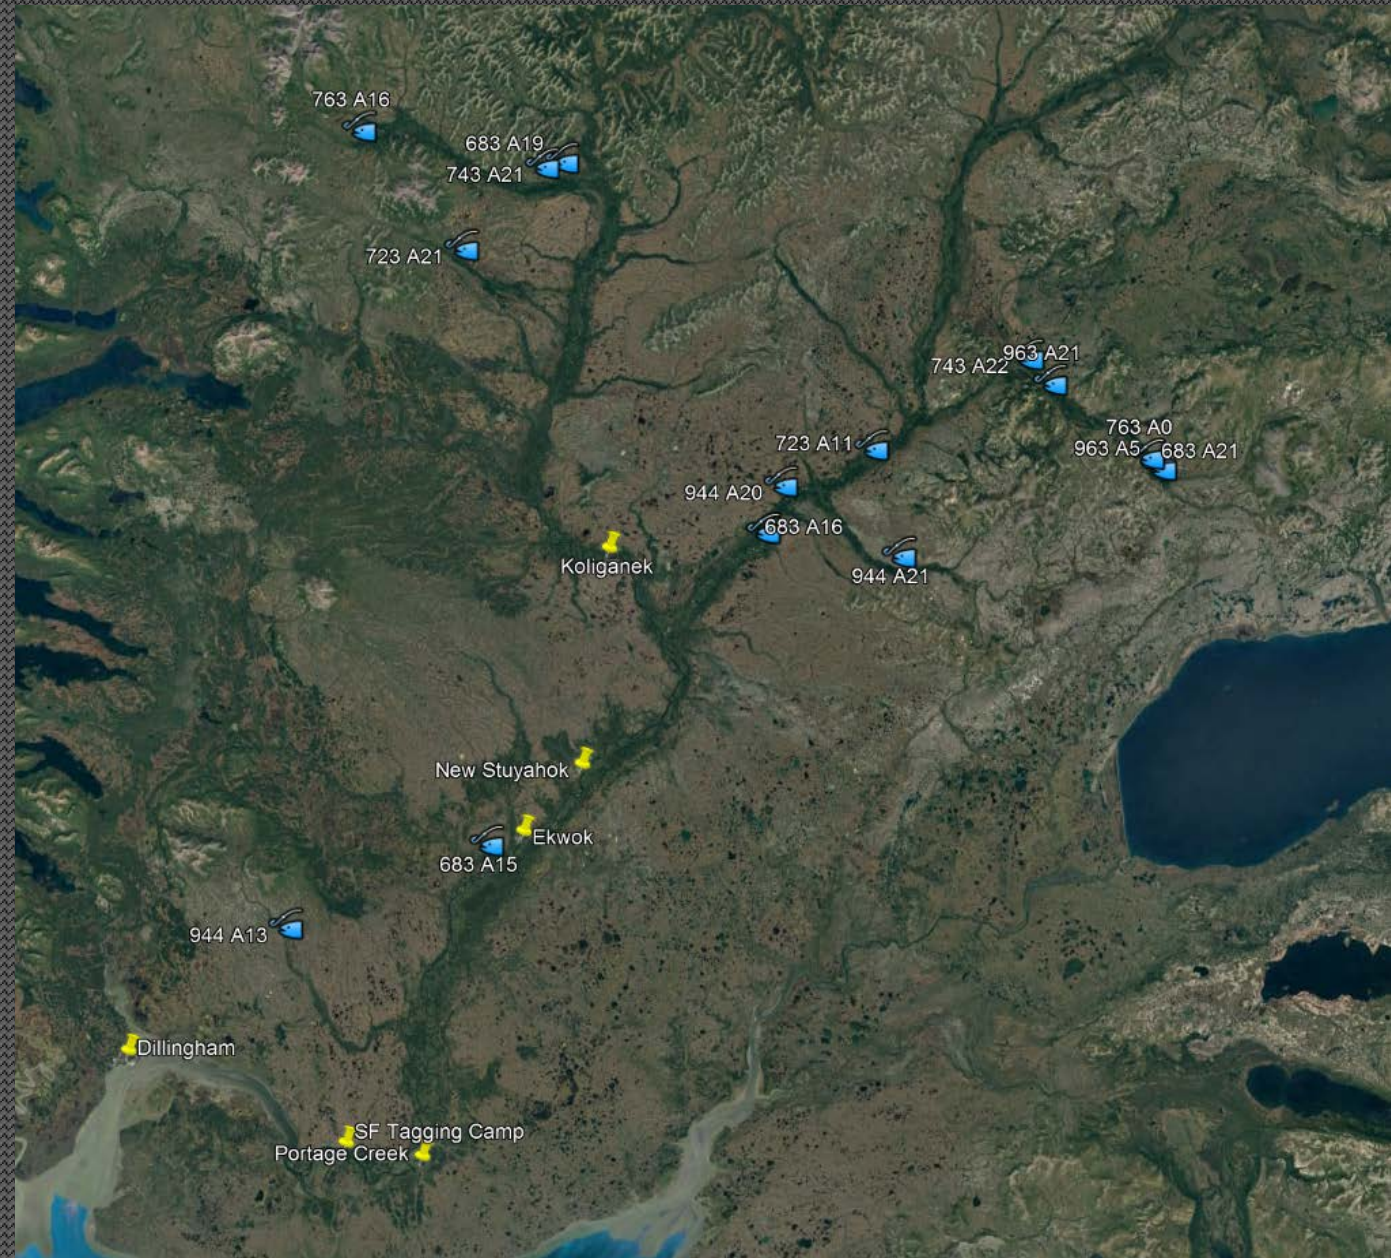 763 A16
683 A19
743 A21
723 A21
963 A21
743 A22
763 A0
963 A5
683 A21
723 A11
944 A20
683 A16
944 A21
Koliganek
New Stuyahok
Ekwok
683 A15
944 A13
Dillingham
SF Tagging Camp
Portage Creek